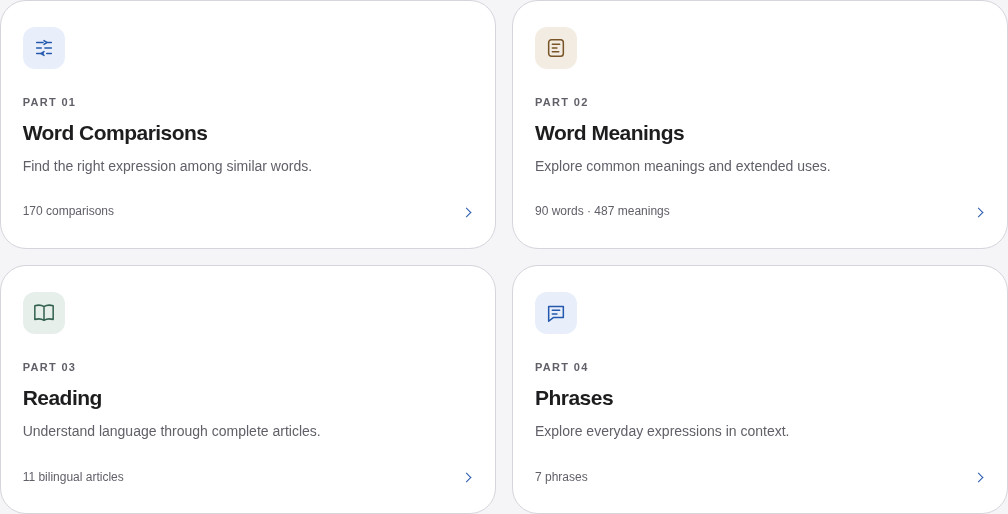 PART 01
Word Comparisons
Find the right expression among similar words.
170 comparisons
PART 02
Word Meanings
Explore common meanings and extended uses.
90 words · 487 meanings
PART 03
Reading
Understand language through complete articles.
11 bilingual articles
PART 04
Phrases
Explore everyday expressions in context.
7 phrases